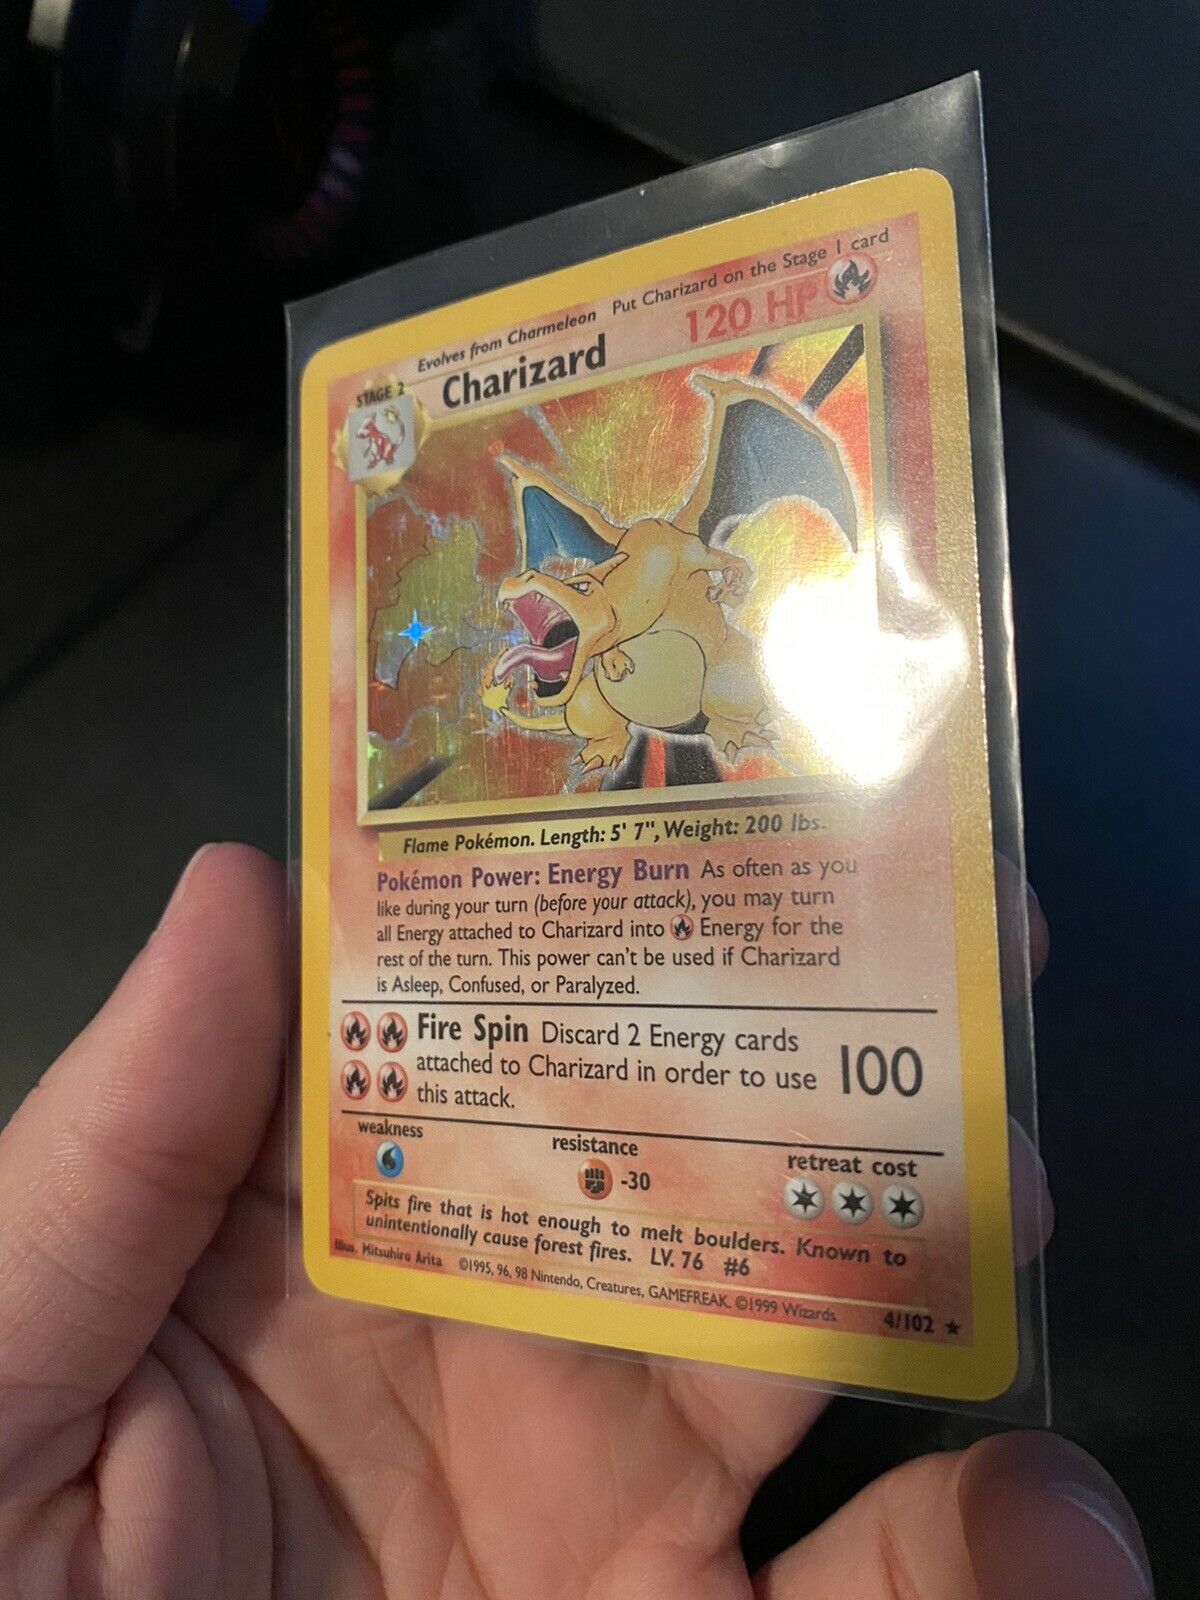 Evolves from Charmeleon Put Charizard on the Stage 1 card
STAGE 2
Charizard 120 HP
Flame Pokémon. Length: 5' 7", Weight: 200 lbs.
Pokémon Power: Energy Burn As often as you
like during your turn (before your attack), you may turn
all Energy attached to Charizard into Energy for the
rest of the turn. This power can't be used if Charizard
is Asleep, Confused, or Paralyzed.
Fire Spin Discard 2 Energy cards
attached to Charizard in order to use
this attack.
100
weakness
resistance
-30
retreat cost
Spits fire that is hot enough to melt boulders. Known to
unintentionally cause forest fires. LV. 76 #6
Illus. Mitsuhiro Arita ©1995, 96, 98 Nintendo, Creatures, GAMEFREAK. ©1999 Wizards. 4/102 ★